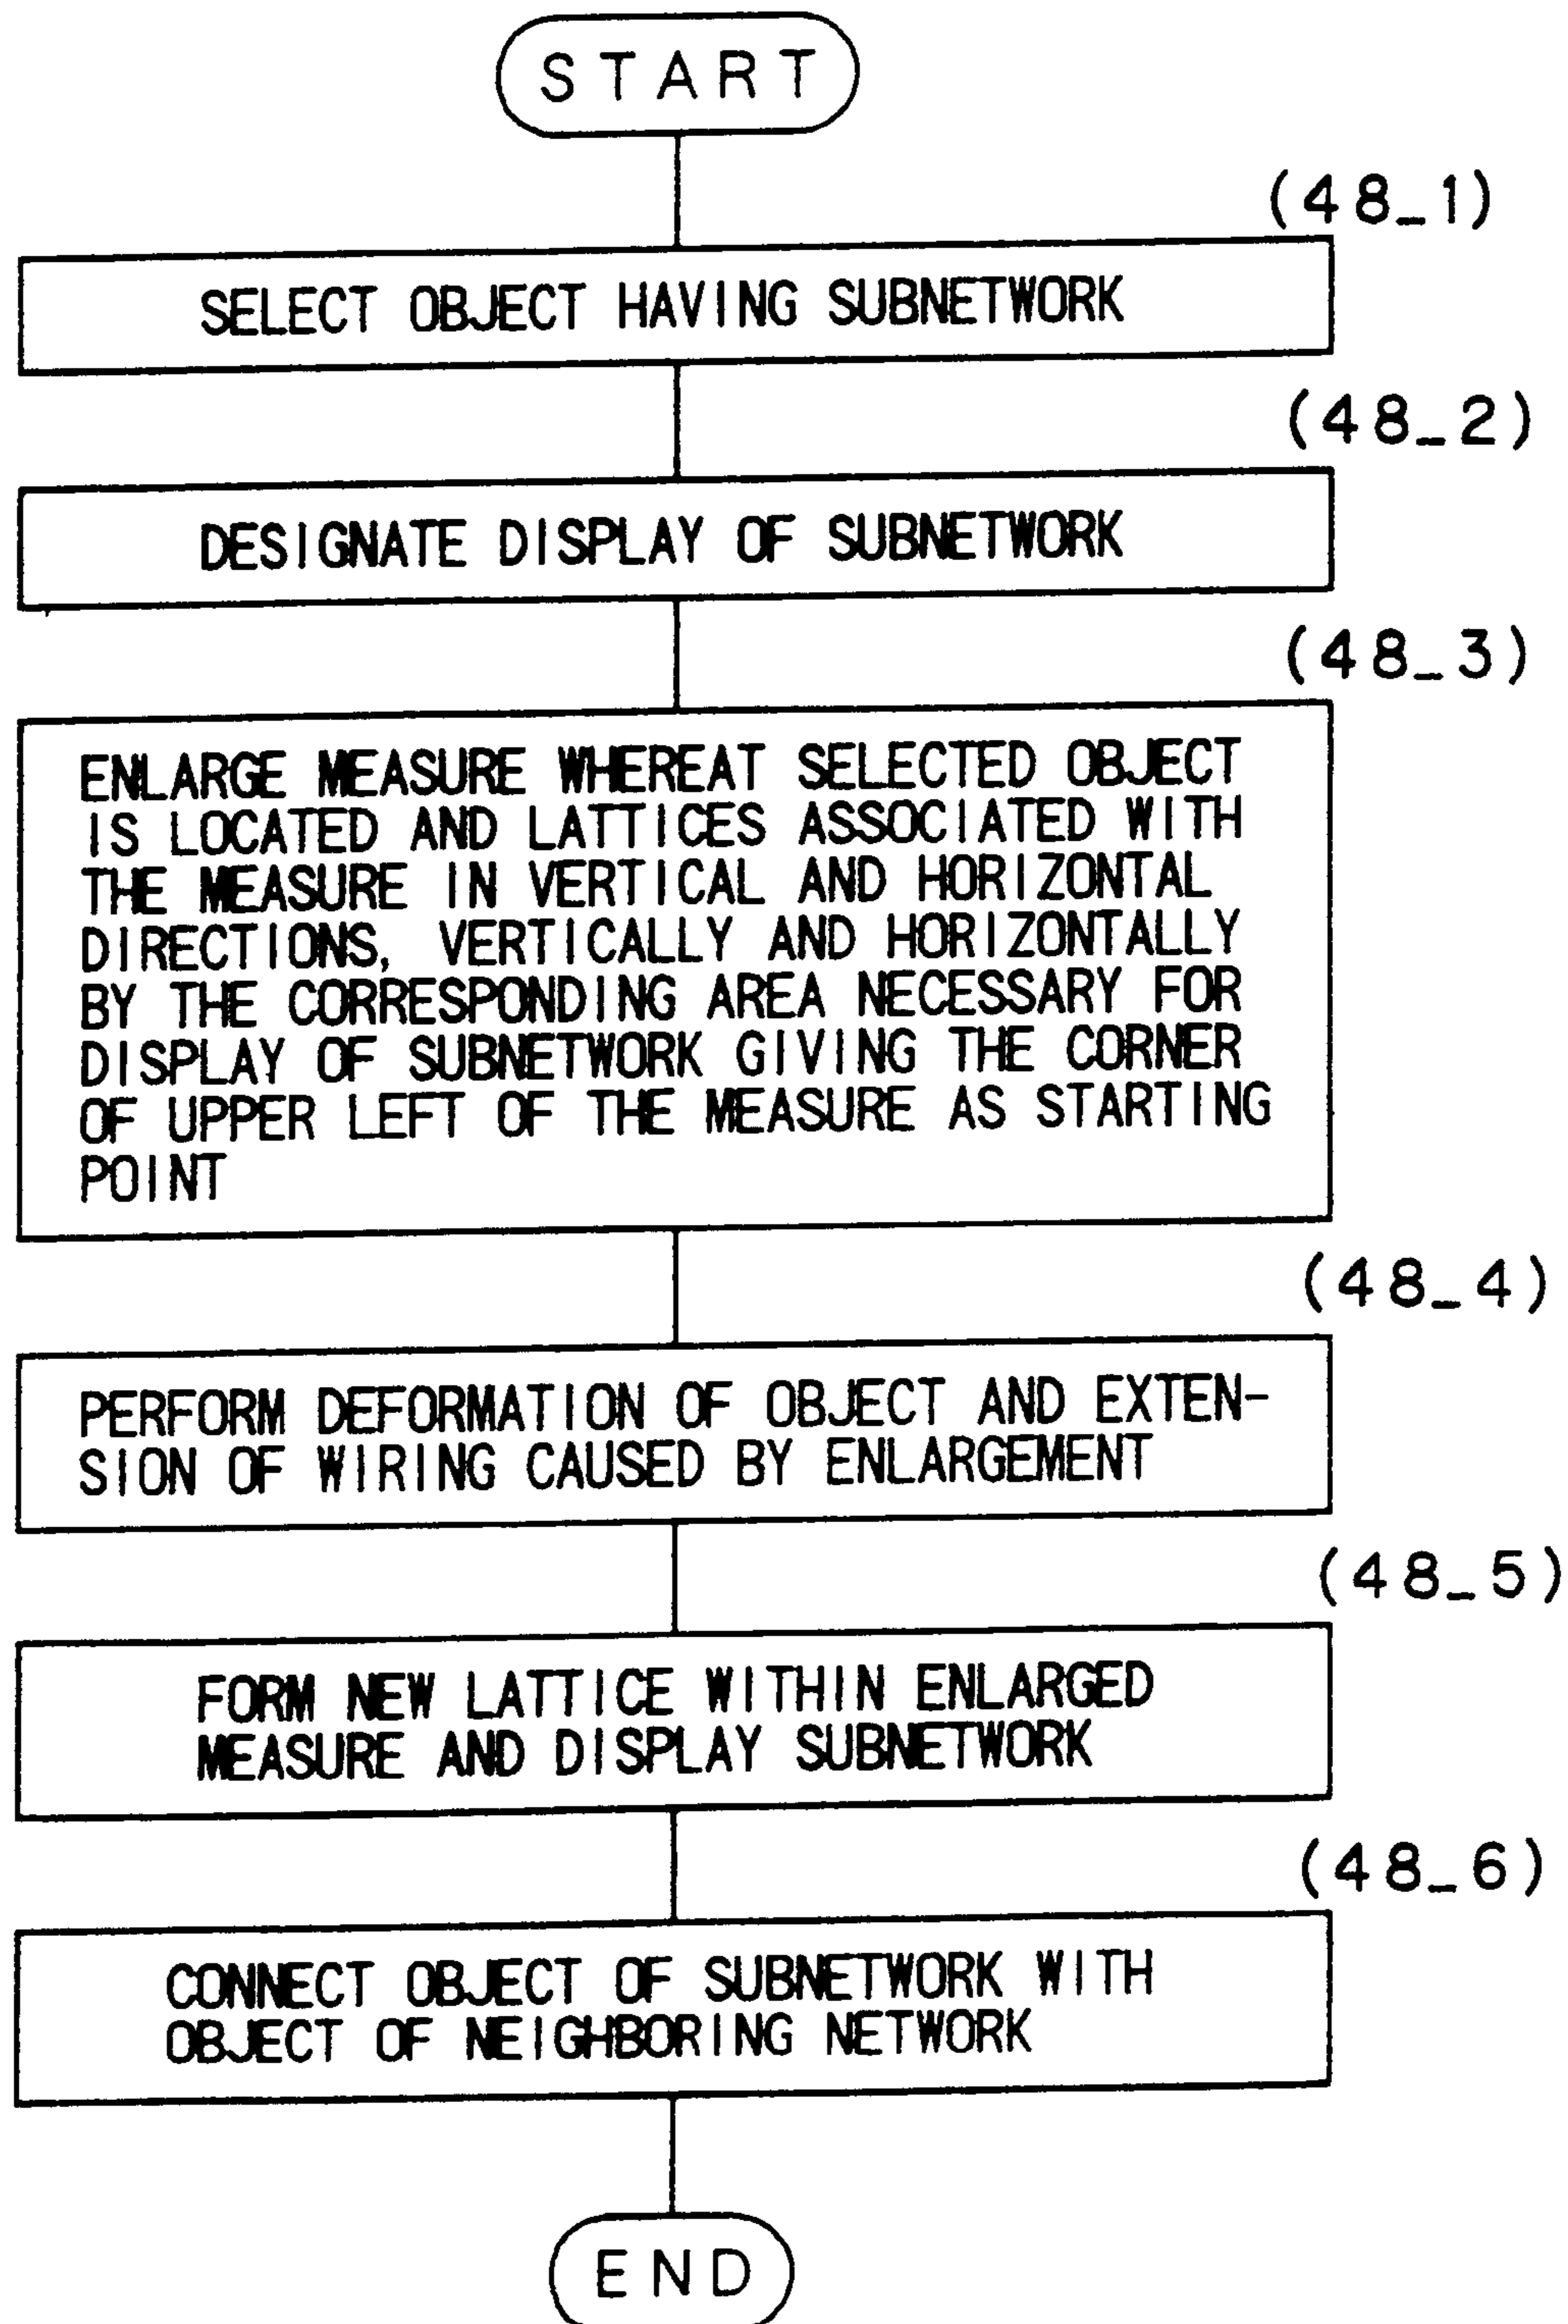 START
(48_1)
SELECT OBJECT HAVING SUBNETWORK
(48_2)
DESIGNATE DISPLAY OF SUBNETWORK
(48_3)
ENLARGE MEASURE WHEREAT SELECTED OBJECT
IS LOCATED AND LATTICES ASSOCIATED WITH
THE MEASURE IN VERTICAL AND HORIZONTAL
DIRECTIONS, VERTICALLY AND HORIZONTALLY
BY THE CORRESPONDING AREA NECESSARY FOR
DISPLAY OF SUBNETWORK GIVING THE CORNER
OF UPPER LEFT OF THE MEASURE AS STARTING
POINT
(48_4)
PERFORM DEFORMATION OF OBJECT AND EXTEN-
SION OF WIRING CAUSED BY ENLARGEMENT
(48_5)
FORM NEW LATTICE WITHIN ENLARGED
MEASURE AND DISPLAY SUBNETWORK
(48_6)
CONNECT OBJECT OF SUBNETWORK WITH
OBJECT OF NEIGHBORING NETWORK
END